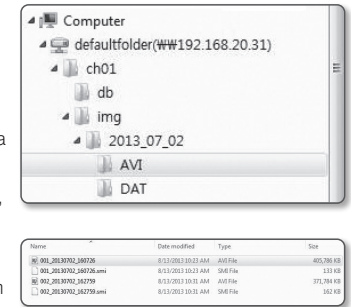 Computer
defaultfolder(₩₩192.168.20.31)
ch01
db
img
2013_07_02
AVI
DAT
a
,
n
Name Date modified Type Size
001_20130702_160726 8/13/2013 10:23 AM AVI File 405,786 KB
001_20130702_160726.smi 8/13/2013 10:23 AM SMI File 133 KB
002_20130702_162759 8/13/2013 10:31 AM AVI File 371,784 KB
002_20130702_162759.smi 8/13/2013 10:31 AM SMI File 162 KB